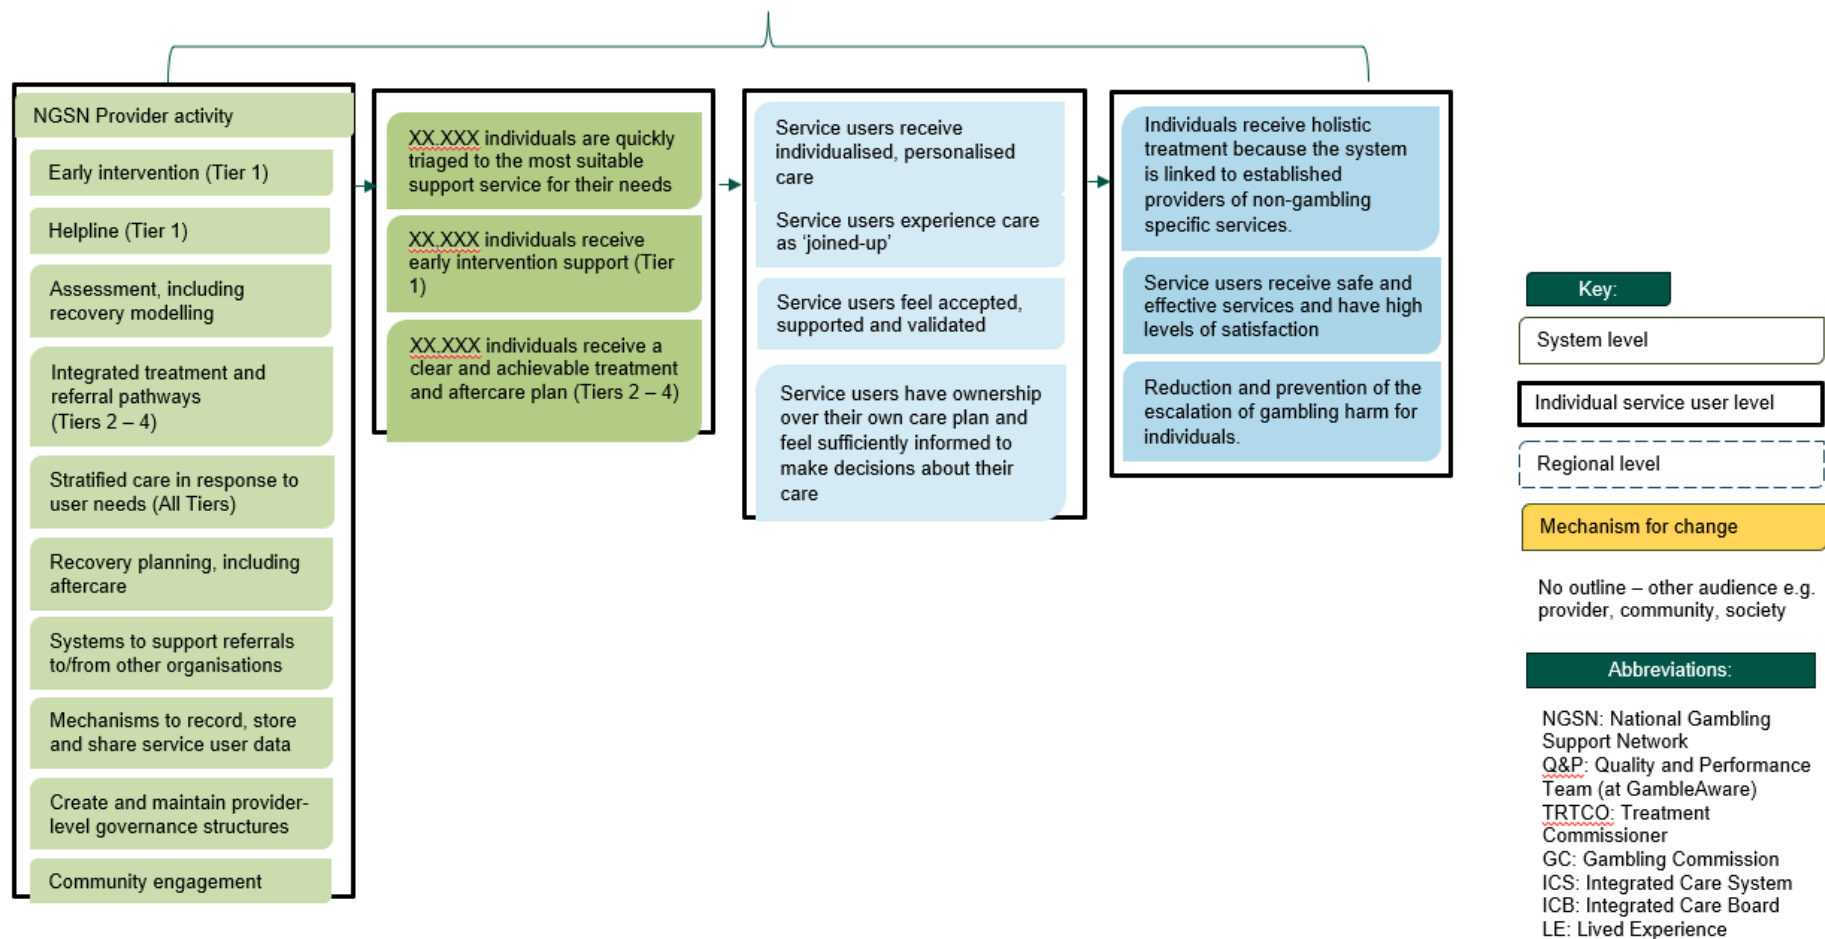 NGSN Provider activity
Early intervention (Tier 1)
Helpline (Tier 1)
Assessment, including
recovery modelling
Integrated treatment and
referral pathways
(Tiers 2 – 4)
Stratified care in response to
user needs (All Tiers)
Recovery planning, including
aftercare
Systems to support referrals
to/from other organisations
Mechanisms to record, store
and share service user data
Create and maintain provider-
level governance structures
Community engagement
XX.XXX individuals are quickly
triaged to the most suitable
support service for their needs
XX.XXX individuals receive
early intervention support (Tier
1)
XX.XXX individuals receive a
clear and achievable treatment
and aftercare plan (Tiers 2 – 4)
Service users receive
individualised, personalised
care
Service users experience care
as ‘joined-up’
Service users feel accepted,
supported and validated
Service users have ownership
over their own care plan and
feel sufficiently informed to
make decisions about their
care
Individuals receive holistic
treatment because the system
is linked to established
providers of non-gambling
specific services.
Service users receive safe and
effective services and have high
levels of satisfaction
Reduction and prevention of the
escalation of gambling harm for
individuals.
Key:
System level
Individual service user level
Regional level
Mechanism for change
No outline – other audience e.g.
provider, community, society
Abbreviations:
NGSN: National Gambling
Support Network
Q&P: Quality and Performance
Team (at GambleAware)
TRTCO: Treatment
Commissioner
GC: Gambling Commission
ICS: Integrated Care System
ICB: Integrated Care Board
LE: Lived Experience